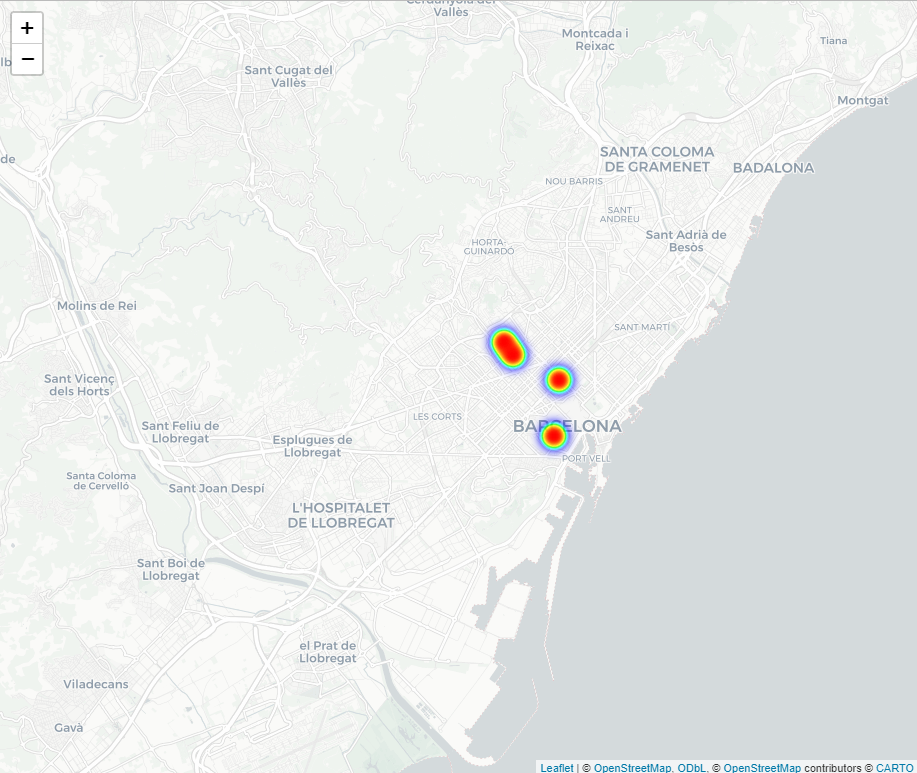 +
−
Cerdanyola del
Vallès
Montcada i
Reixac
Tiana
Sant Cugat del
Vallès
Montgat
SANTA COLOMA
DE GRAMENET
BADALONA
de
NOU BARRIS
SANT
ANDREU
Sant Adrià de
Besòs
HORTA-
GUINARDÓ
Molins de Rei
SANT MARTÍ
Sant Vicenç
dels Horts
LES CORTS
BARCELONA
Sant Feliu de
Llobregat
Esplugues de
Llobregat
PORT VELL
Santa Coloma
de Cervelló
Sant Joan Despí
L'HOSPITALET
DE LLOBREGAT
Sant Boi de
Llobregat
el Prat de
Llobregat
Viladecans
Gavà
Leaflet | © OpenStreetMap, ODbL, © OpenStreetMap contributors © CARTO